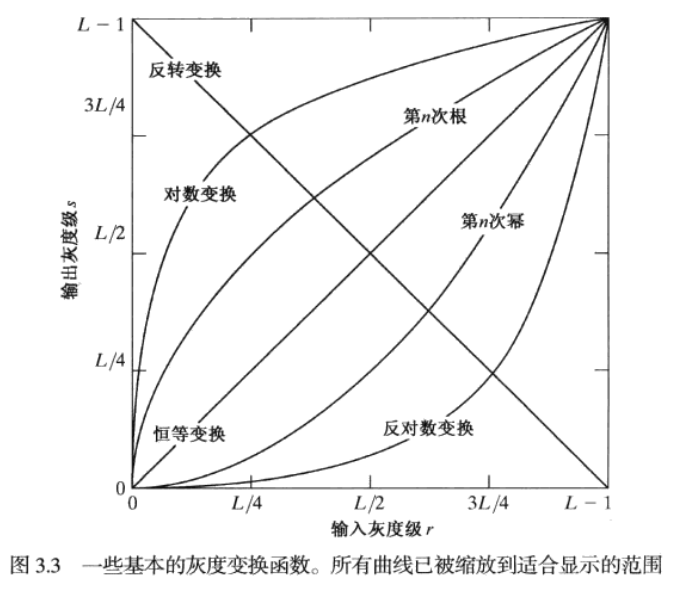 L − 1
反转变换
3L/4
第n次根
对数变换
第n次幂
L/2
输出灰度级 s
L/4
恒等变换
反对数变换
0
0 L/4 L/2 3L/4 L − 1
输入灰度级 r
图 3.3 一些基本的灰度变换函数。所有曲线已被缩放到适合显示的范围